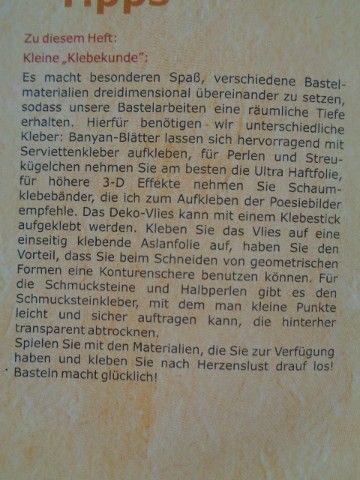 Tipps
Zu diesem Heft:
Kleine „Klebekunde“:
Es macht besonderen Spaß, verschiedene Bastel-
materialien dreidimensional übereinander zu setzen,
sodass unsere Bastelarbeiten eine räumliche Tiefe
erhalten. Hierfür benötigen wir unterschiedliche
Kleber: Banyan-Blätter lassen sich hervorragend mit
Serviettenkleber aufkleben, für Perlen und Streu-
kügelchen nehmen Sie am besten die Ultra Haftfolie,
für höhere 3-D Effekte nehmen Sie Schaum-
klebebänder, die ich zum Aufkleben der Poesiebilder
empfehle. Das Deko-Vlies kann mit einem Klebestick
aufgeklebt werden. Kleben Sie das Vlies auf eine
einseitig klebende Aslanfolie auf, haben Sie den
Vorteil, dass Sie beim Schneiden von geometrischen
Formen eine Konturenschere benutzen können. Für
die Schmucksteine und Halbperlen gibt es den
Schmucksteinkleber, mit dem man kleine Punkte
leicht und sicher auftragen kann, die hinterher
transparent abtrocknen.
Spielen Sie mit den Materialien, die Sie zur Verfügung
haben und kleben Sie nach Herzenslust drauf los!
Basteln macht glücklich!